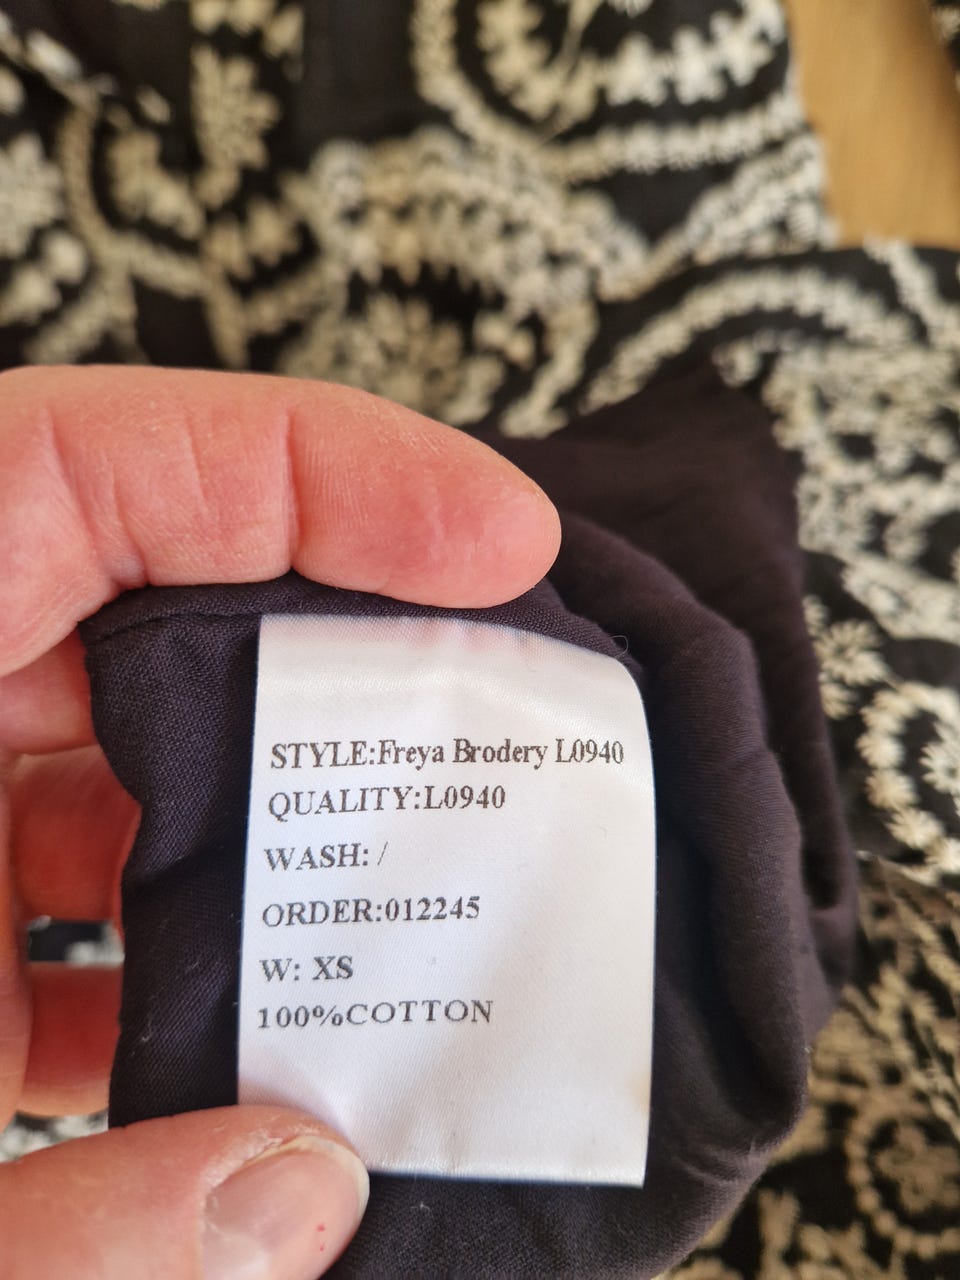 STYLE:Freya Brodery L0940
QUALITY:L0940
WASH: /
ORDER:012245
W: XS
100%COTTON